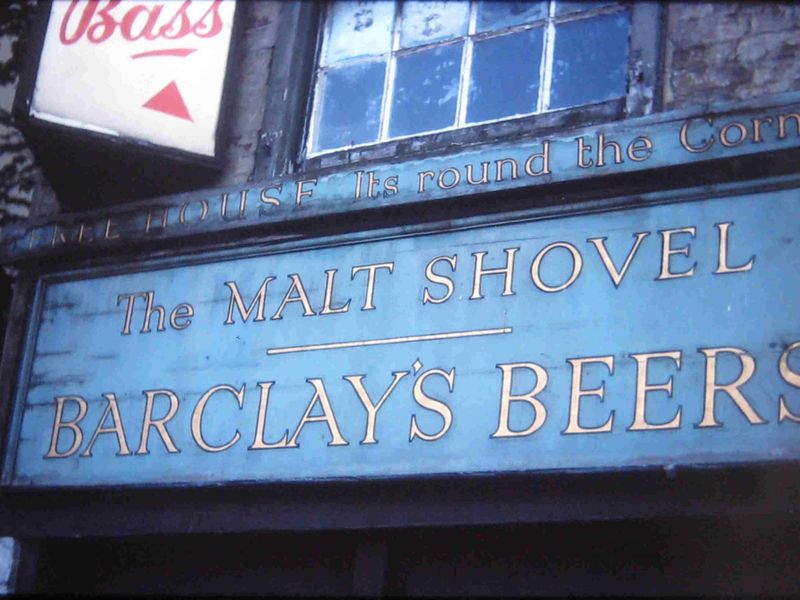 Bass
FREE HOUSE Its round the Corn
The MALT SHOVEL
BARCLAY'S BEERS